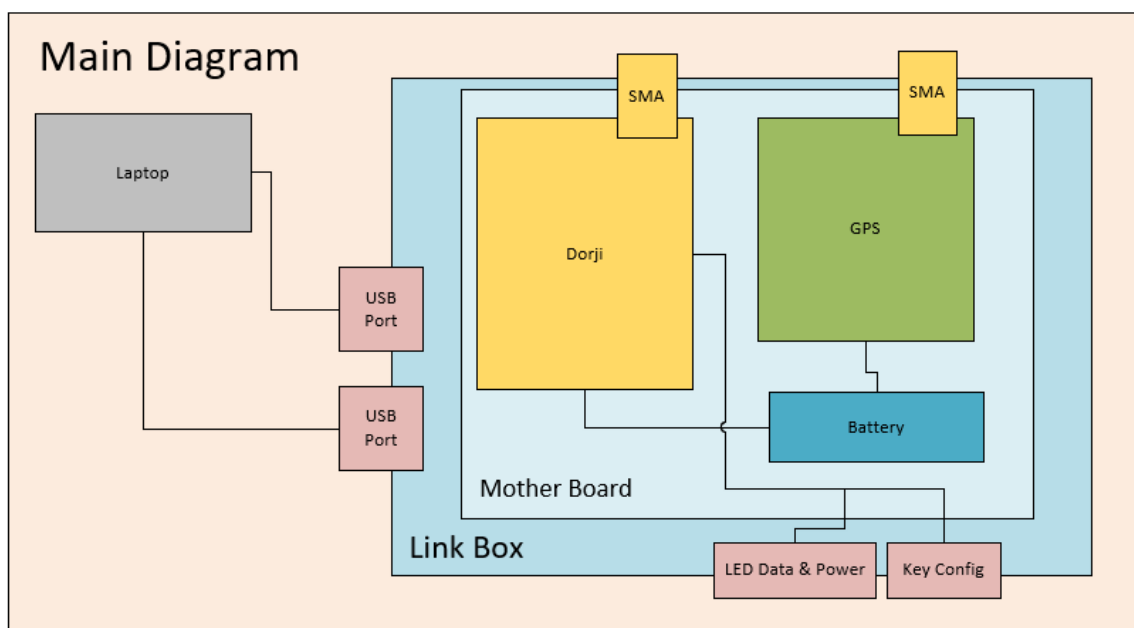 Main Diagram
SMA
SMA
Laptop
Dorji
GPS
USB
Port
USB
Port
Battery
Mother Board
Link Box
LED Data & Power
Key Config